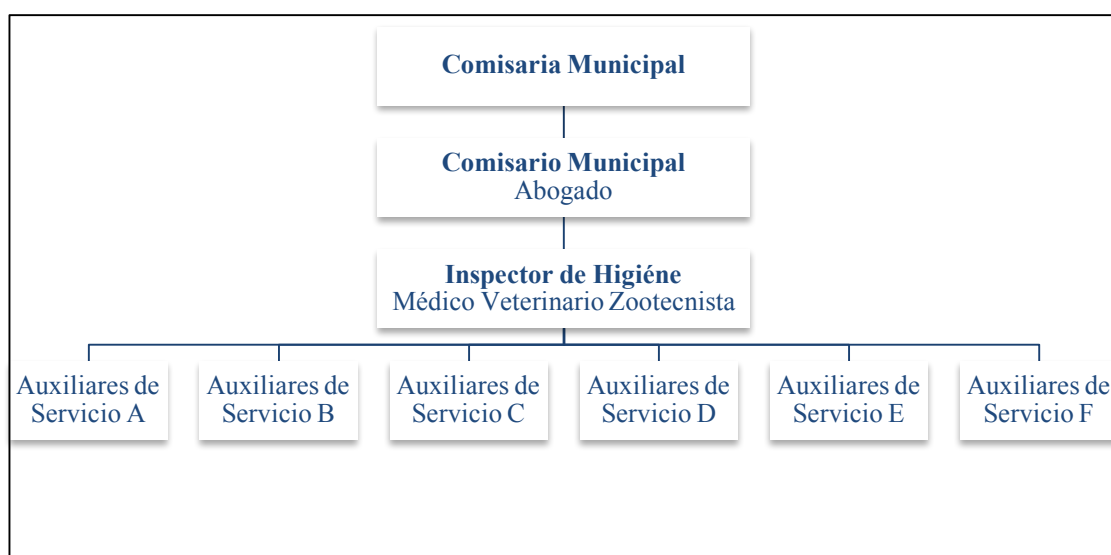 Comisaria Municipal
Comisario Municipal
Abogado
Inspector de Higiéne
Médico Veterinario Zootecnista
Auxiliares de
Servicio A
Auxiliares de
Servicio B
Auxiliares de
Servicio C
Auxiliares de
Servicio D
Auxiliares de
Servicio E
Auxiliares de
Servicio F